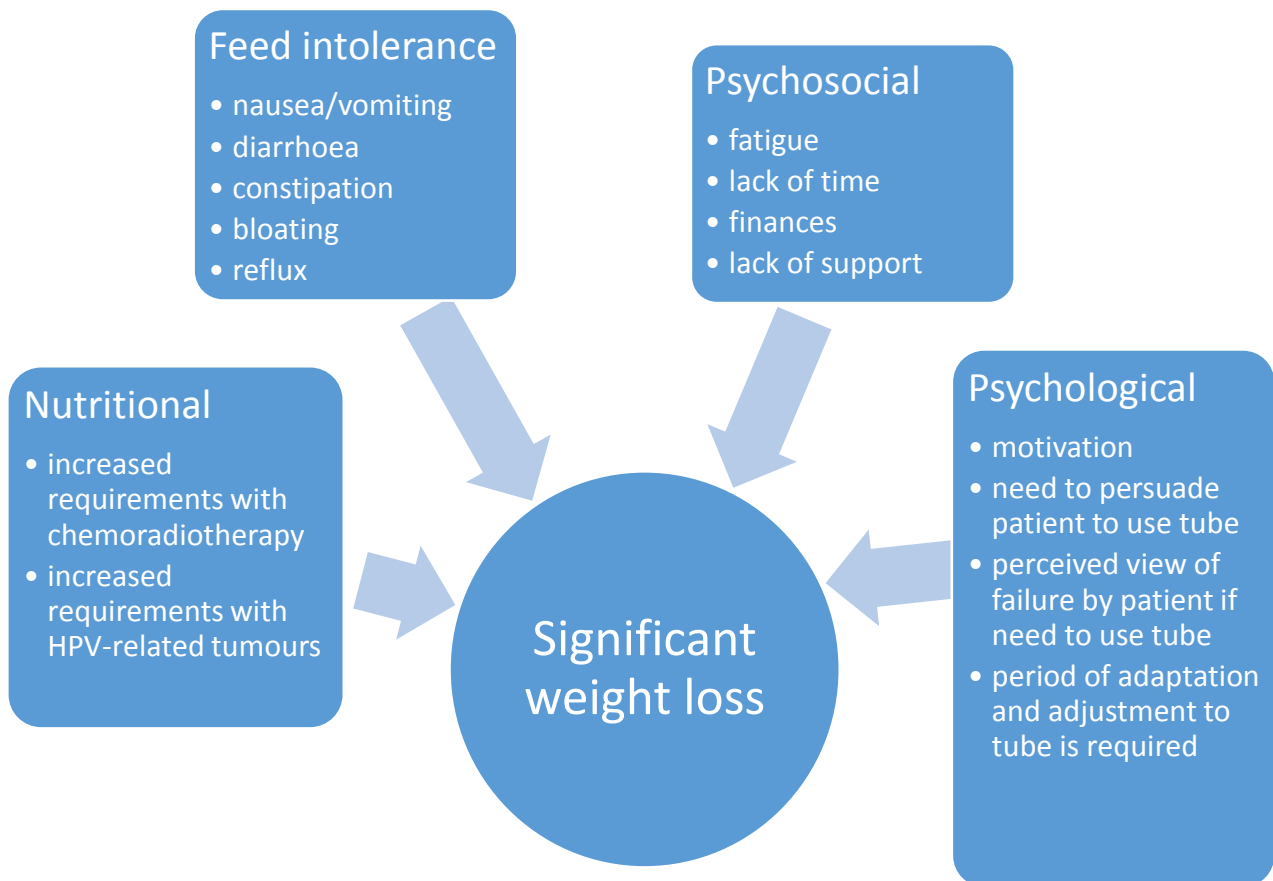 Feed intolerance
• nausea/vomiting
• diarrhoea
• constipation
• bloating
• reflux
Psychosocial
• fatigue
• lack of time
• finances
• lack of support
Nutritional
• increased
requirements with
chemoradiotherapy
• increased
requirements with
HPV-related tumours
Psychological
• motivation
• need to persuade
patient to use tube
• perceived view of
failure by patient if
need to use tube
• period of adaptation
and adjustment to
tube is required
Significant
weight loss